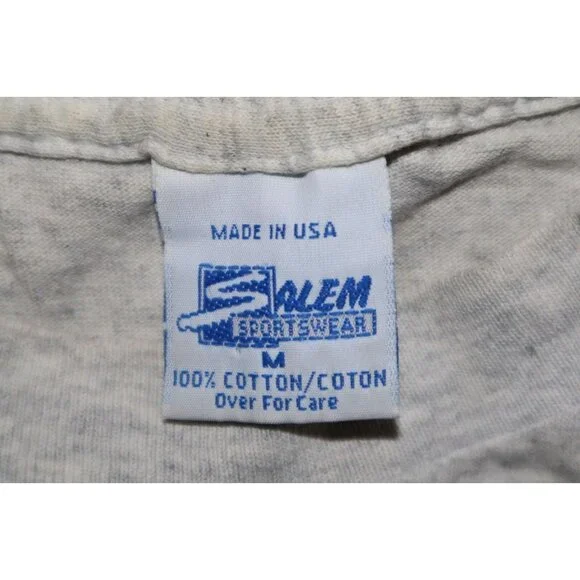 MADE IN USA
SALEM
SPORTSWEAR
M
100% COTTON/COTON
Over For Care